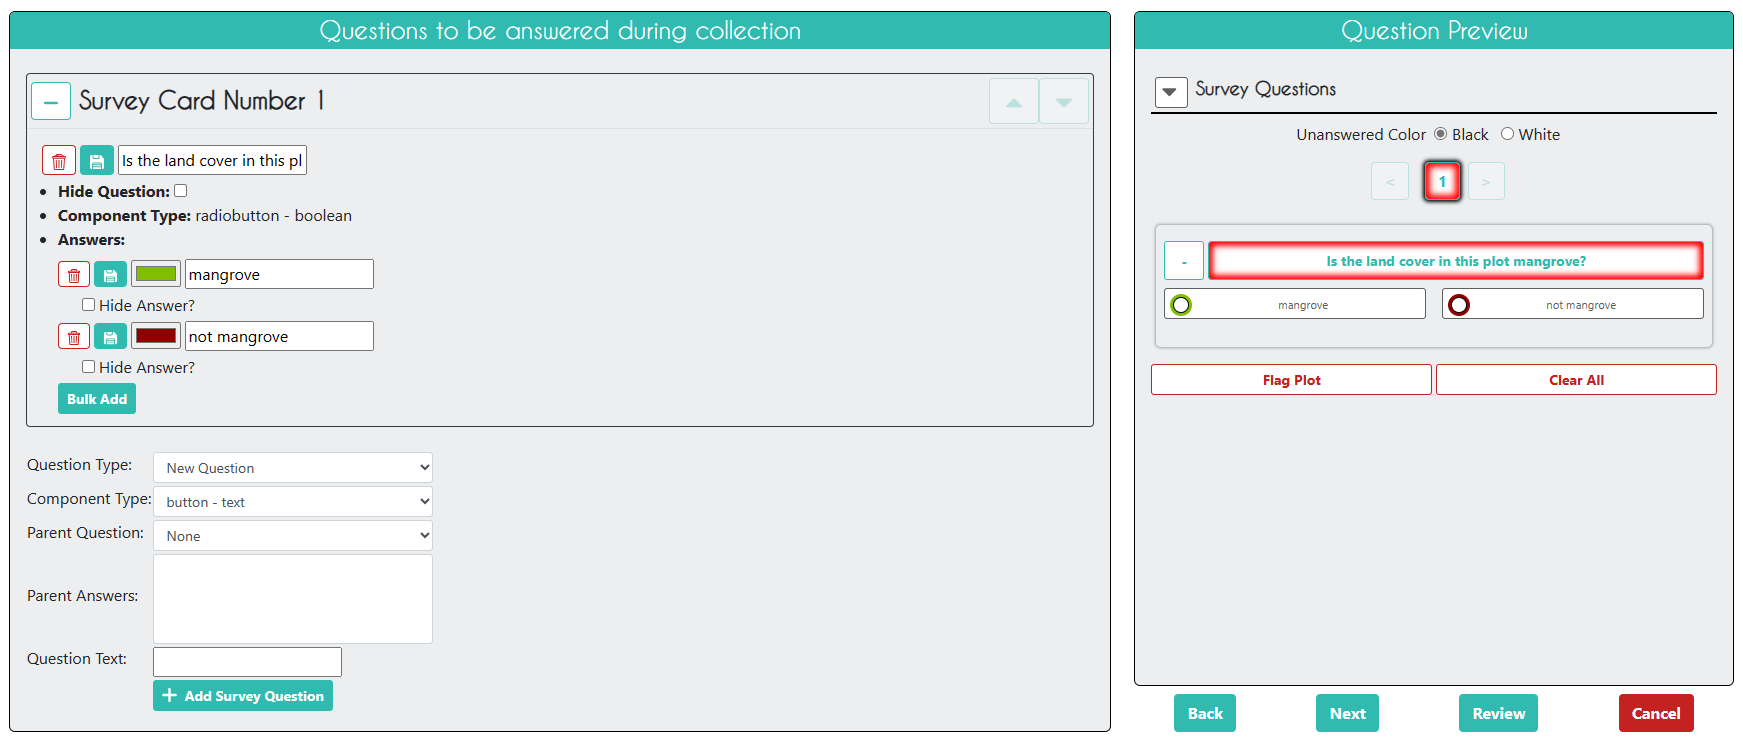 Questions to be answered during collection
Survey Card Number 1
Is the land cover in this pl
Hide Question:
Component Type: radiobutton - boolean
Answers:
mangrove
Hide Answer?
not mangrove
Hide Answer?
Bulk Add
Question Type: New Question
Component Type: button - text
Parent Question: None
Parent Answers:
Question Text:
Add Survey Question
Question Preview
Survey Questions
Unanswered Color Black White
< 1 >
- Is the land cover in this plot mangrove?
mangrove not mangrove
Flag Plot Clear All
Back Next Review Cancel